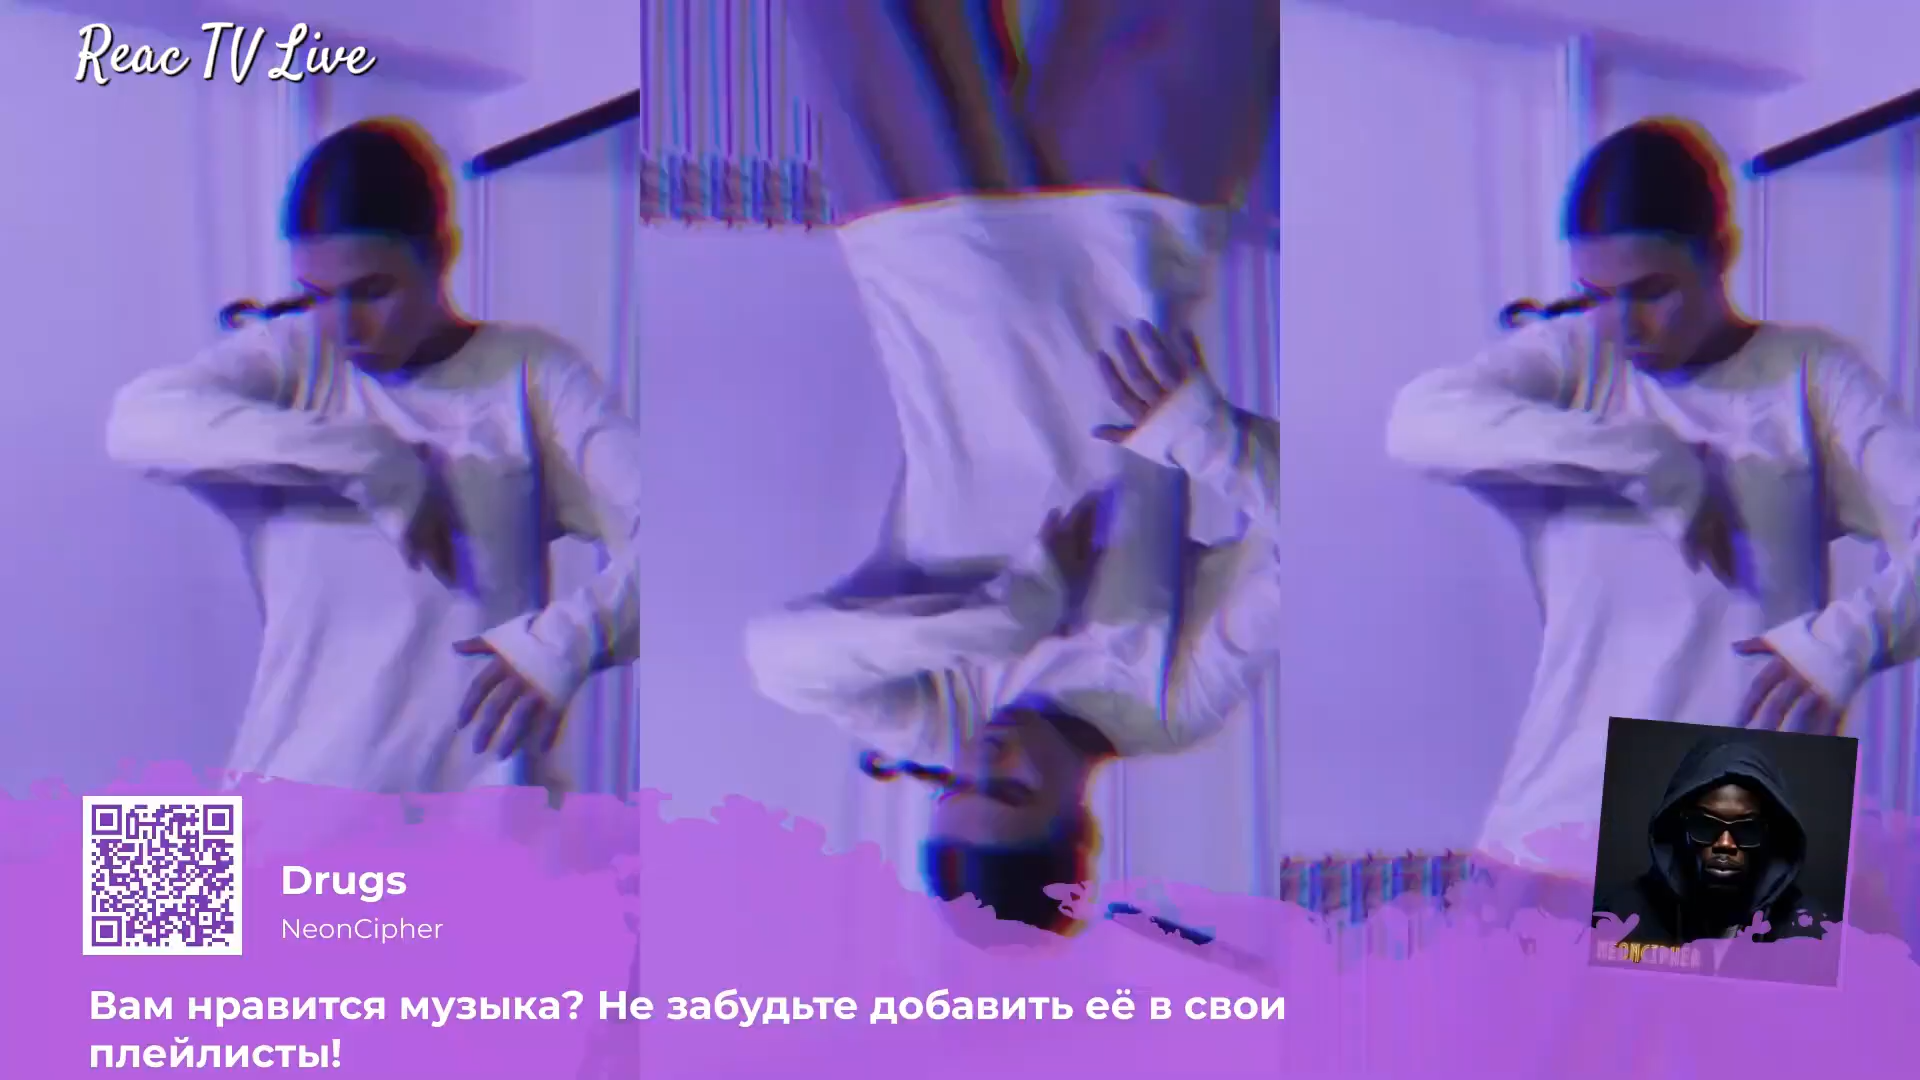 Reac TV Live
Drugs
NeonCipher
NEONCIPHER
Вам нравится музыка? Не забудьте добавить её в свои
плейлисты!